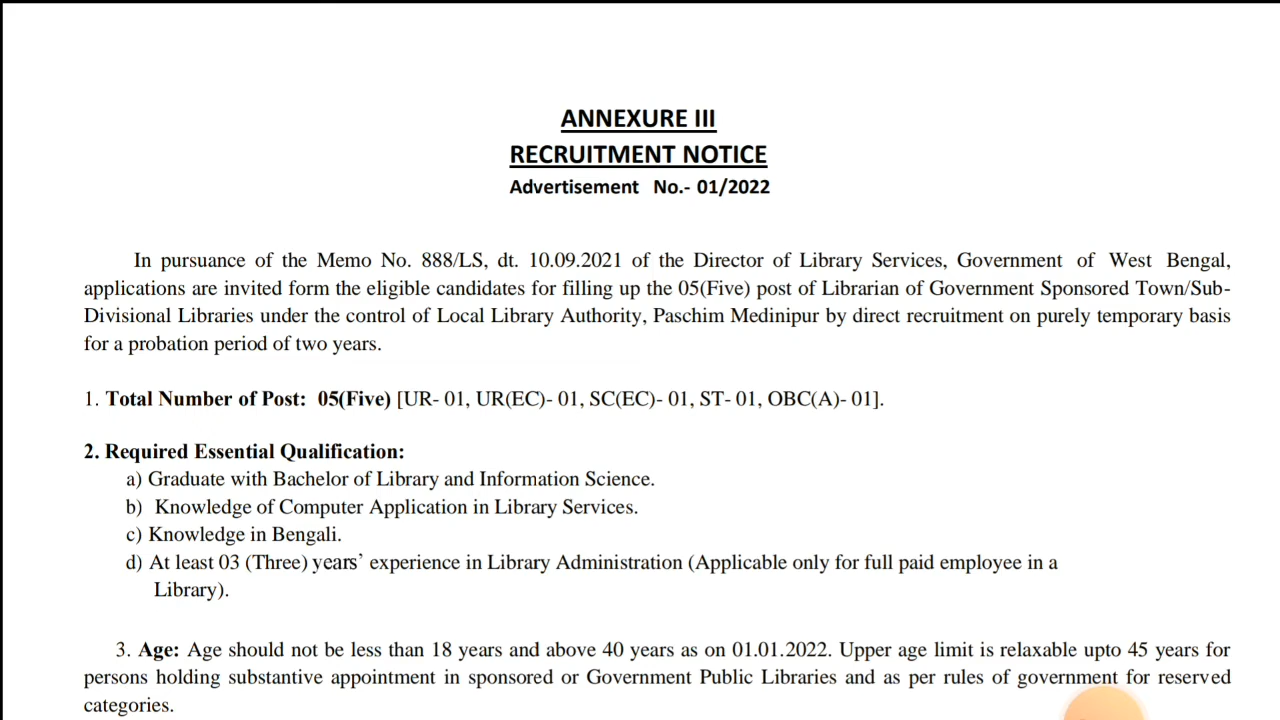 ANNEXURE III
RECRUITMENT NOTICE
Advertisement No.- 01/2022
In pursuance of the Memo No. 888/LS, dt. 10.09.2021 of the Director of Library Services, Government of West Bengal,
applications are invited form the eligible candidates for filling up the 05(Five) post of Librarian of Government Sponsored Town/Sub-
Divisional Libraries under the control of Local Library Authority, Paschim Medinipur by direct recruitment on purely temporary basis
for a probation period of two years.
1. Total Number of Post: 05(Five) [UR- 01, UR(EC)- 01, SC(EC)- 01, ST- 01, OBC(A)- 01].
2. Required Essential Qualification:
a) Graduate with Bachelor of Library and Information Science.
b) Knowledge of Computer Application in Library Services.
c) Knowledge in Bengali.
d) At least 03 (Three) years’ experience in Library Administration (Applicable only for full paid employee in a
Library).
3. Age: Age should not be less than 18 years and above 40 years as on 01.01.2022. Upper age limit is relaxable upto 45 years for
persons holding substantive appointment in sponsored or Government Public Libraries and as per rules of government for reserved
categories.